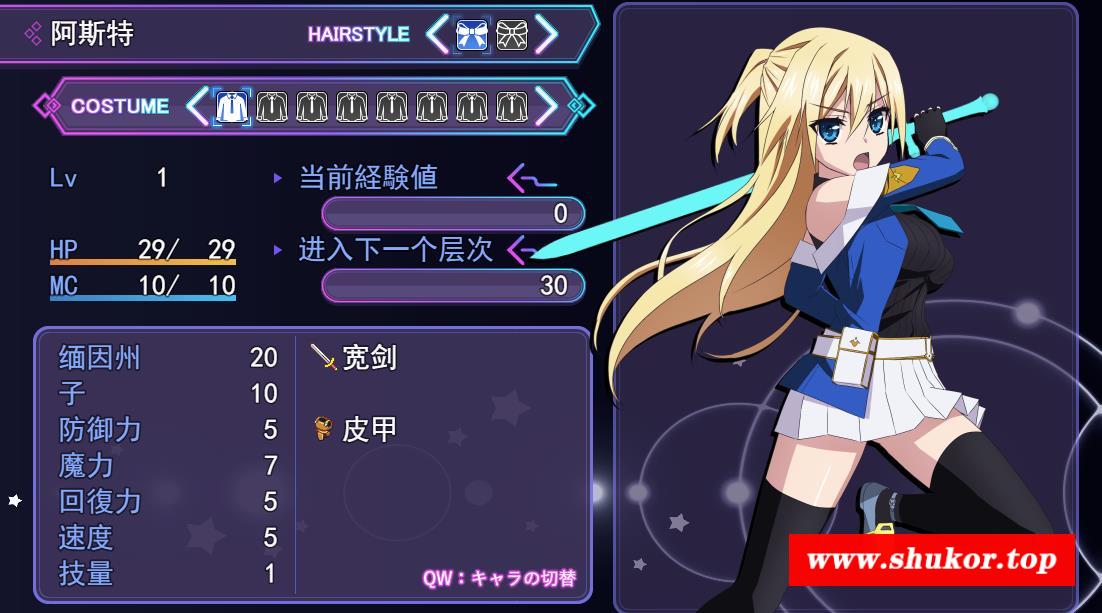 阿斯特
HAIRSTYLE
COSTUME
Lv 1
当前経験値
0
HP 29/ 29
进入下一个层次
MC 10/ 10
30
缅因州 20
宽剑
子 10
防御力 5
皮甲
魔力 7
回復力 5
速度 5
技量 1
QW：キャラの切替
www.shukor.top